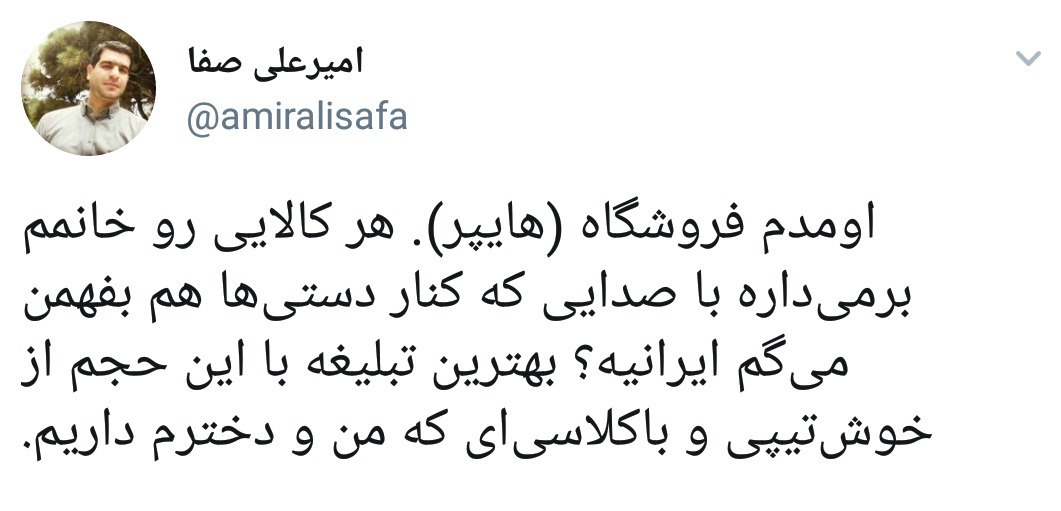 امیرعلی صفا
@amiralisafa
اومدم فروشگاه (هایپر). هر کالایی رو خانمم
برمی‌داره با صدایی که کنار دستی‌ها هم بفهمن
می‌گم ایرانیه؟ بهترین تبلیغه با این حجم از
خوش‌تیپی و باکلاسی‌ای که من و دخترم داریم.